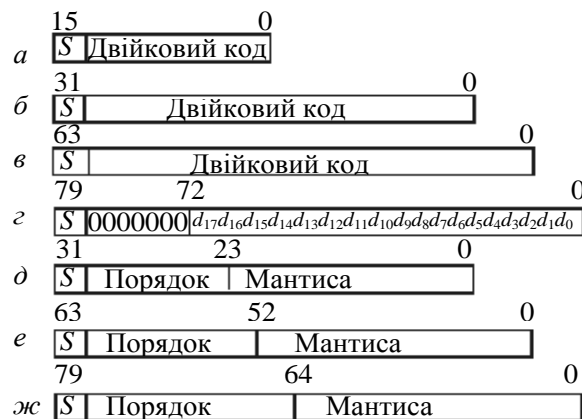 15 0
а S Двійковий код
31 0
б S Двійковий код
63 0
в S Двійковий код
79 72 0
г S 0000000 d17d16d15d14d13d12d11d10d9d8d7d6d5d4d3d2d1d0
31 23 0
д S Порядок Мантиса
63 52 0
е S Порядок Мантиса
79 64 0
ж S Порядок Мантиса